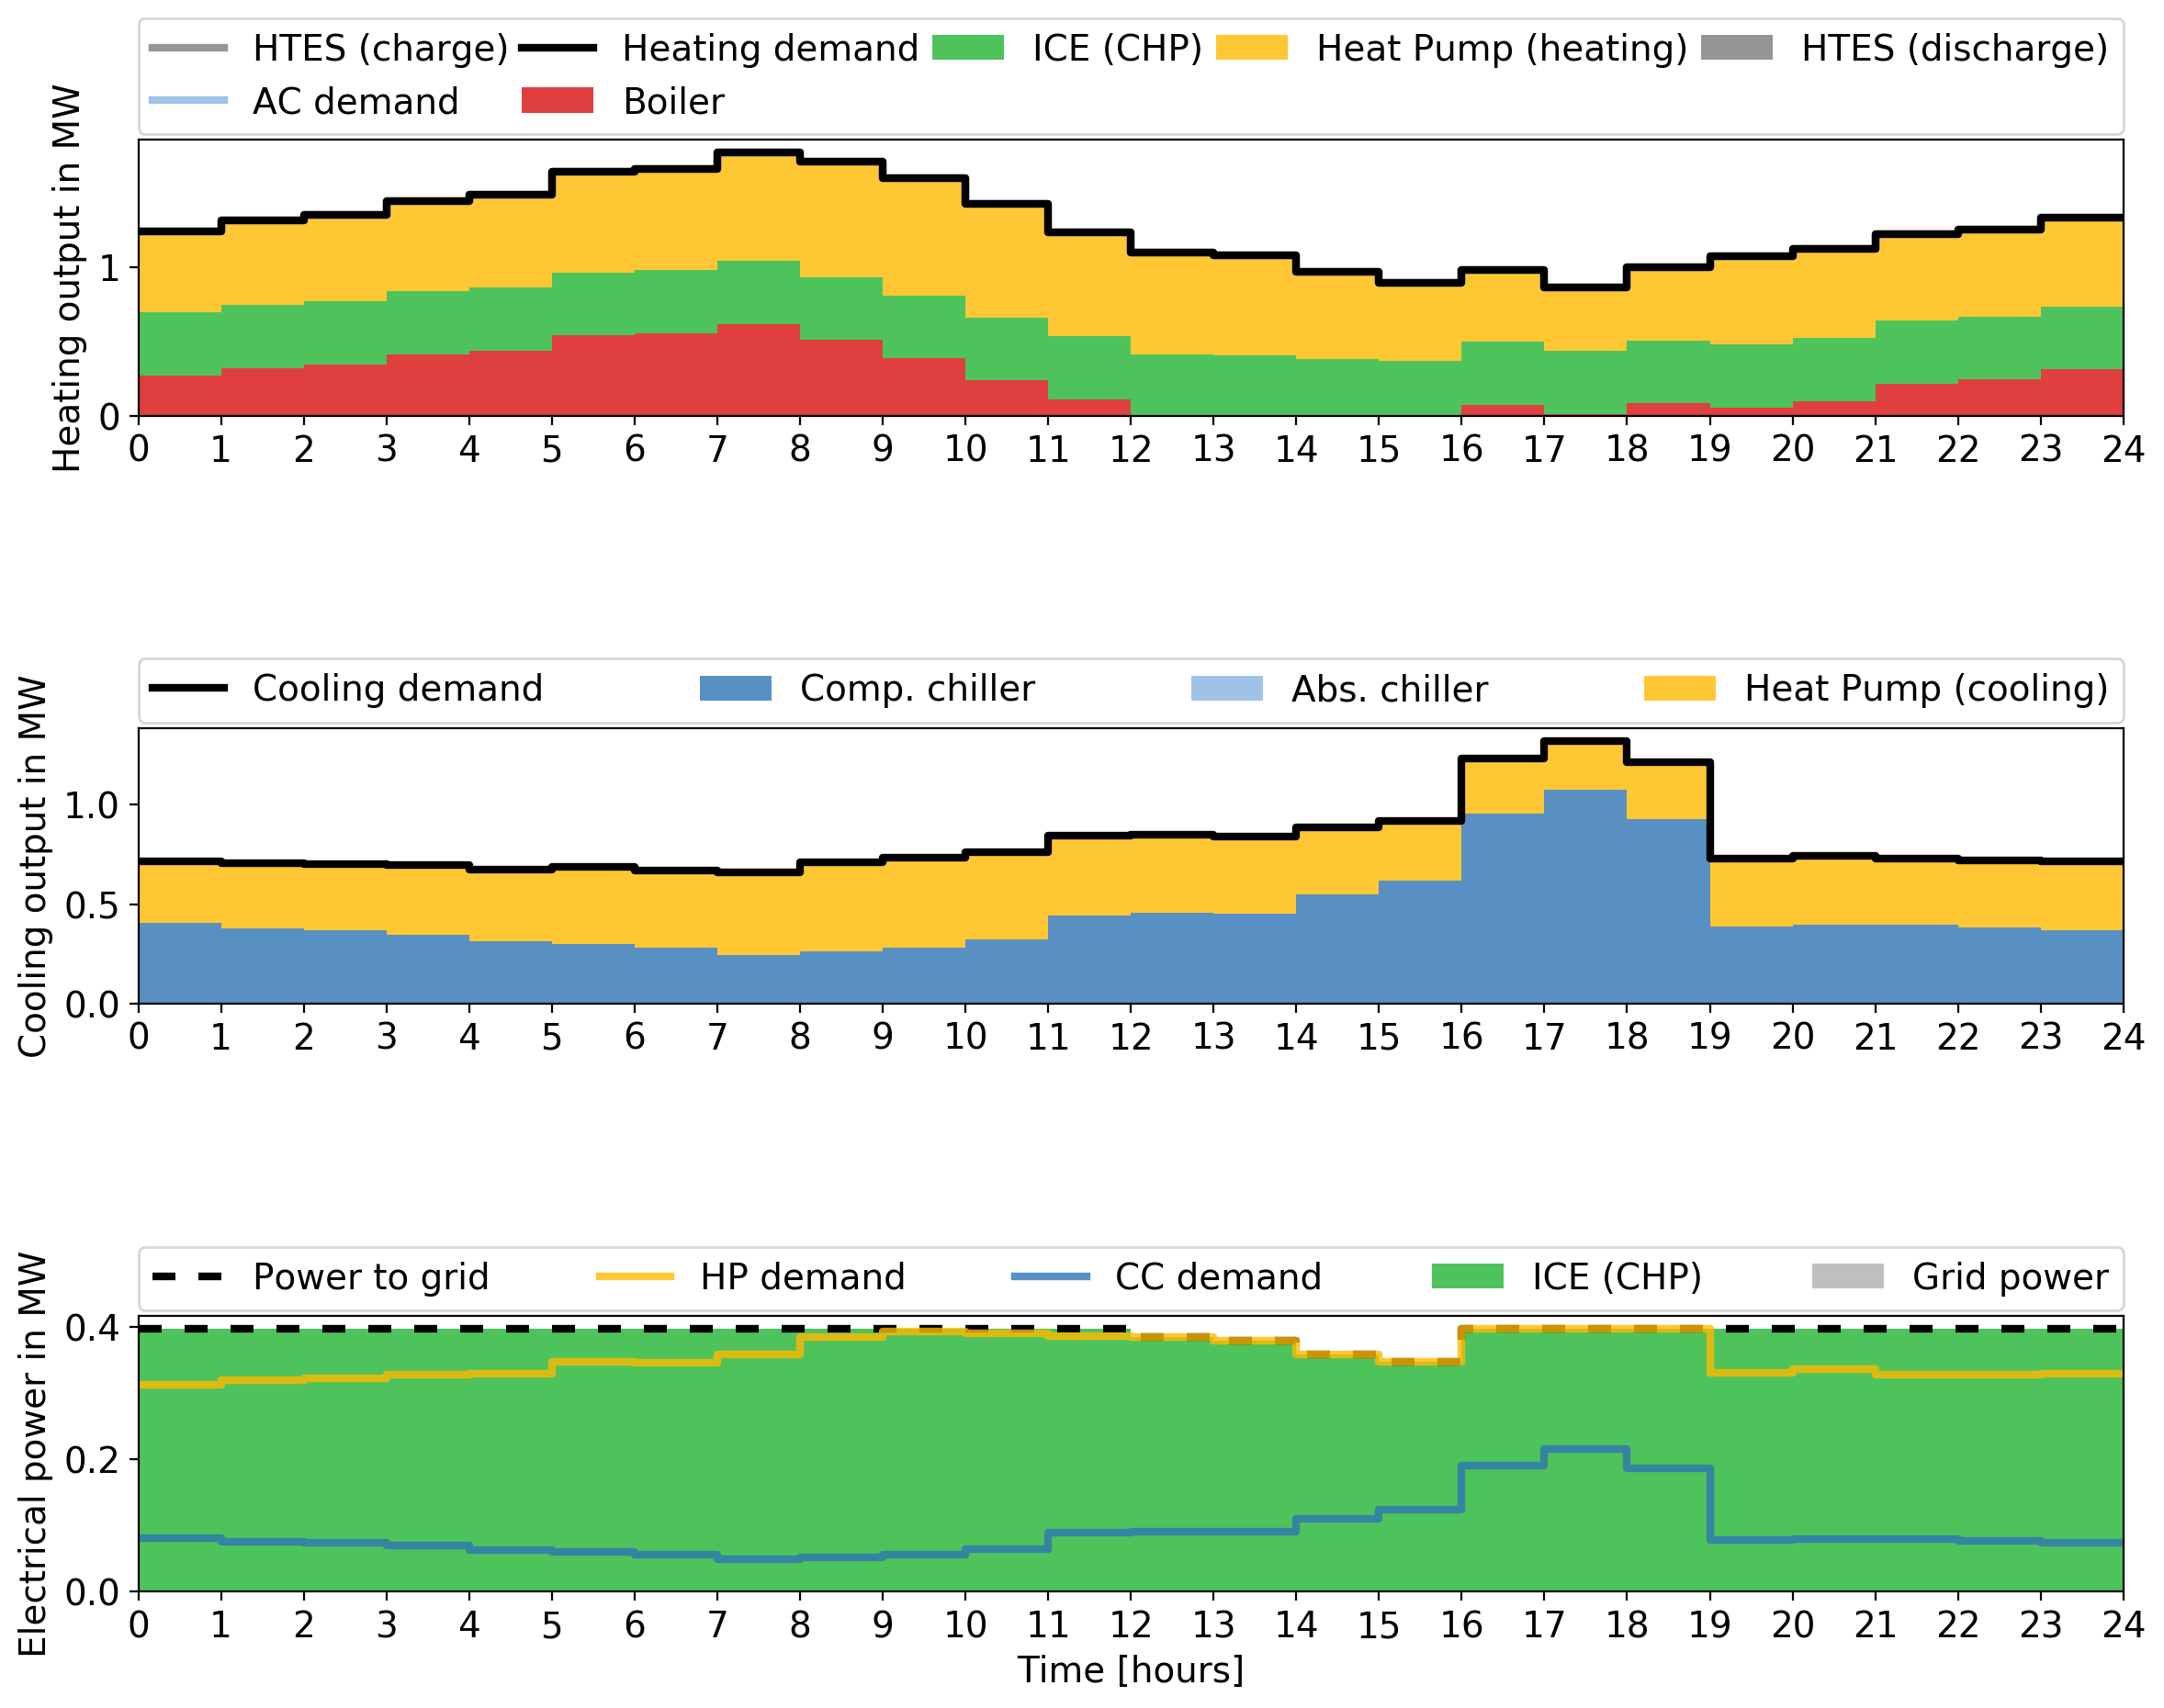 HTES (charge) Heating demand ICE (CHP) Heat Pump (heating) HTES (discharge)
AC demand Boiler
Heating output in MW
1
0
0 1 2 3 4 5 6 7 8 9 10 11 12 13 14 15 16 17 18 19 20 21 22 23 24
Cooling demand Comp. chiller Abs. chiller Heat Pump (cooling)
Cooling output in MW
1.0
0.5
0.0
0 1 2 3 4 5 6 7 8 9 10 11 12 13 14 15 16 17 18 19 20 21 22 23 24
Power to grid HP demand CC demand ICE (CHP) Grid power
Electrical power in MW
0.4
0.2
0.0
0 1 2 3 4 5 6 7 8 9 10 11 12 13 14 15 16 17 18 19 20 21 22 23 24
Time [hours]